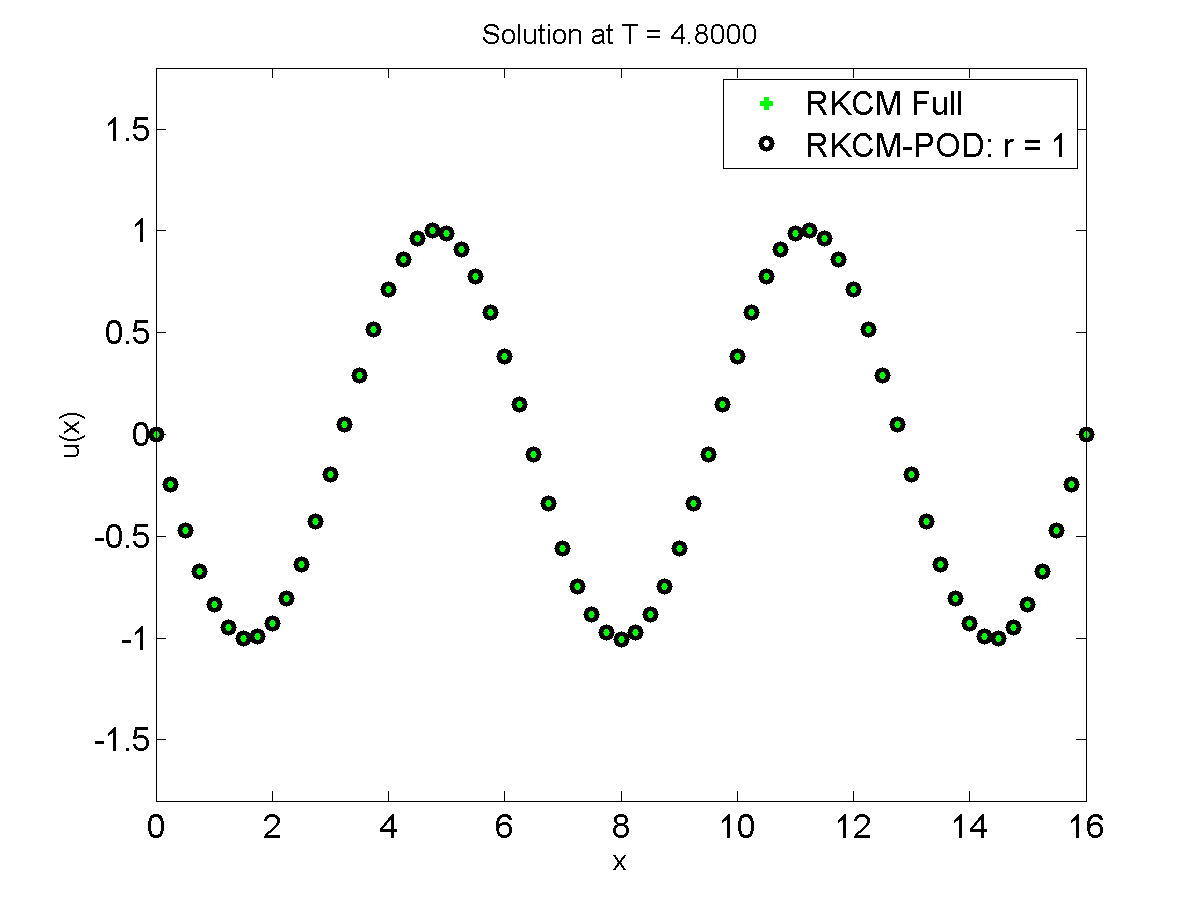 Solution at T = 4.8000
RKCM Full
RKCM-POD: r = 1
1.5
1
0.5
0
-0.5
-1
-1.5
u(x)
0 2 4 6 8 10 12 14 16
x